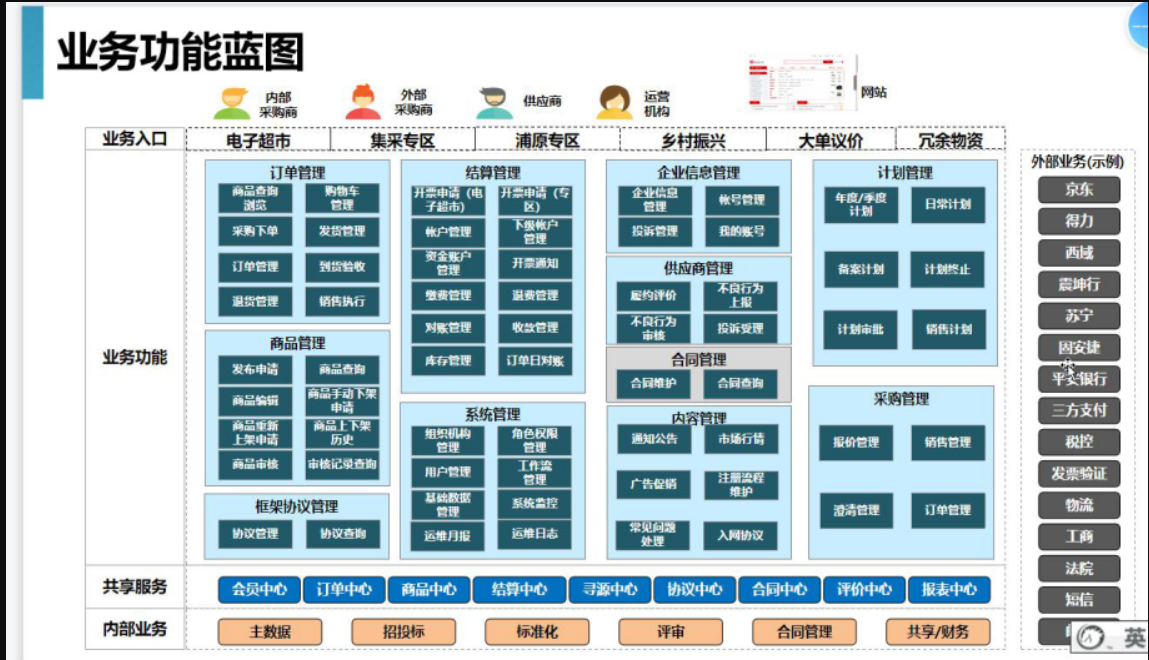 业务功能蓝图
内部
采购商
外部
采购商
供应商
运营
机构
网站
业务入口
电子超市
集采专区
浦原专区
乡村振兴
大单议价
冗余物资
业务功能
订单管理
商品查询
浏览
购物车
管理
采购下单
发货管理
订单管理
到货验收
退货管理
销售执行
商品管理
发布申请
商品查询
商品编辑
商品手动下架
申请
商品重新
上架申请
商品上下架
历史
商品审核
审核记录查询
框架协议管理
协议管理
协议查询
结算管理
开票申请（电
子超市）
开票申请（专
区）
帐户管理
下级帐户
管理
资金账户
管理
开票通知
缴费管理
退费管理
对账管理
收款管理
库存管理
订单日对账
系统管理
组织机构
管理
角色权限
管理
用户管理
工作流
管理
基础数据
管理
系统监控
运维月报
运维日志
企业信息管理
企业信息
管理
帐号管理
投诉管理
我的账号
供应商管理
履约评价
不良行为
上报
不良行为
审核
投诉受理
合同管理
合同维护
合同查询
内容管理
通知公告
市场行情
广告促销
注册流程
维护
常见问题
处理
入网协议
计划管理
年度/季度
计划
日常计划
备案计划
计划终止
计划审批
销售计划
采购管理
报价管理
销售管理
澄清管理
订单管理
共享服务
会员中心
订单中心
商品中心
结算中心
寻源中心
协议中心
合同中心
评价中心
报表中心
内部业务
主数据
招投标
标准化
评审
合同管理
共享/财务
外部业务(示例)
京东
得力
西域
震坤行
苏宁
固安捷
平安银行
三方支付
税控
发票验证
物流
工商
法院
短信
英